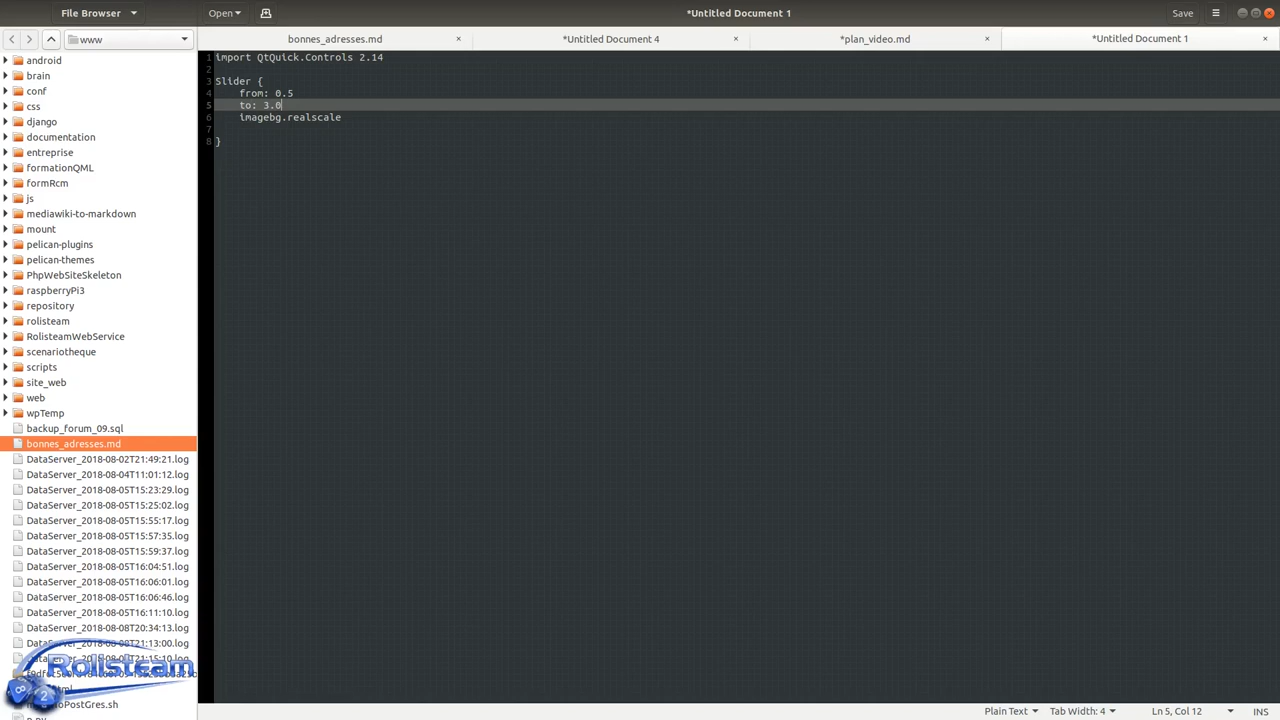 File Browser
Open
*Untitled Document 1
Save
www
bonnes_adresses.md
*Untitled Document 4
*plan_video.md
*Untitled Document 1
android
brain
conf
css
django
documentation
entreprise
formationQML
formRcm
js
mediawiki-to-markdown
mount
pelican-plugins
pelican-themes
PhpWebSiteSkeleton
raspberryPi3
repository
rolisteam
RolisteamWebService
scenariotheque
scripts
site_web
web
wpTemp
backup_forum_09.sql
bonnes_adresses.md
DataServer_2018-08-02T21:49:21.log
DataServer_2018-08-04T11:01:12.log
DataServer_2018-08-05T15:23:29.log
DataServer_2018-08-05T15:25:02.log
DataServer_2018-08-05T15:55:17.log
DataServer_2018-08-05T15:57:35.log
DataServer_2018-08-05T15:59:37.log
DataServer_2018-08-05T16:04:51.log
DataServer_2018-08-05T16:06:01.log
DataServer_2018-08-05T16:06:46.log
DataServer_2018-08-05T16:11:10.log
DataServer_2018-08-08T20:34:13.log
DataServer_2018-08-08T21:13:00.log
Rolisteam
1 import QtQuick.Controls 2.14
2
3 Slider {
4 from: 0.5
5 to: 3.0
6 imagebg.realscale
7
8 }
Plain Text
Tab Width: 4
Ln 5, Col 12
INS